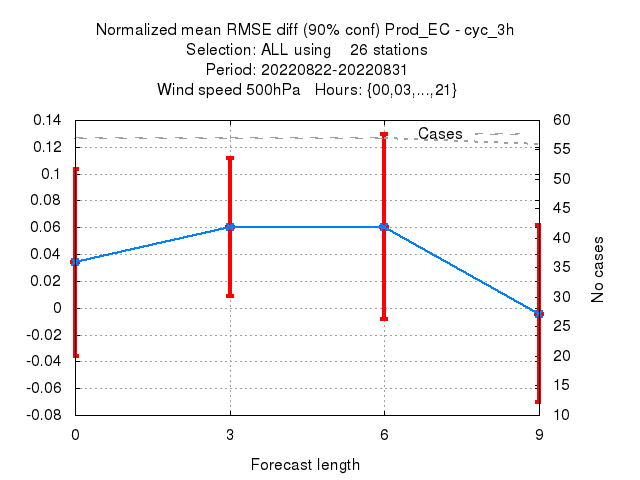 Normalized mean RMSE diff (90% conf) Prod_EC - cyc_3h
Selection: ALL using    26 stations
Period: 20220822-20220831
Wind speed 500hPa   Hours: {00,03,...,21}
Cases
0.14
0.12
0.1
0.08
0.06
0.04
0.02
0
-0.02
-0.04
-0.06
-0.08
60
55
50
45
40
35
30
25
20
15
10
No cases
0 3 6 9
Forecast length